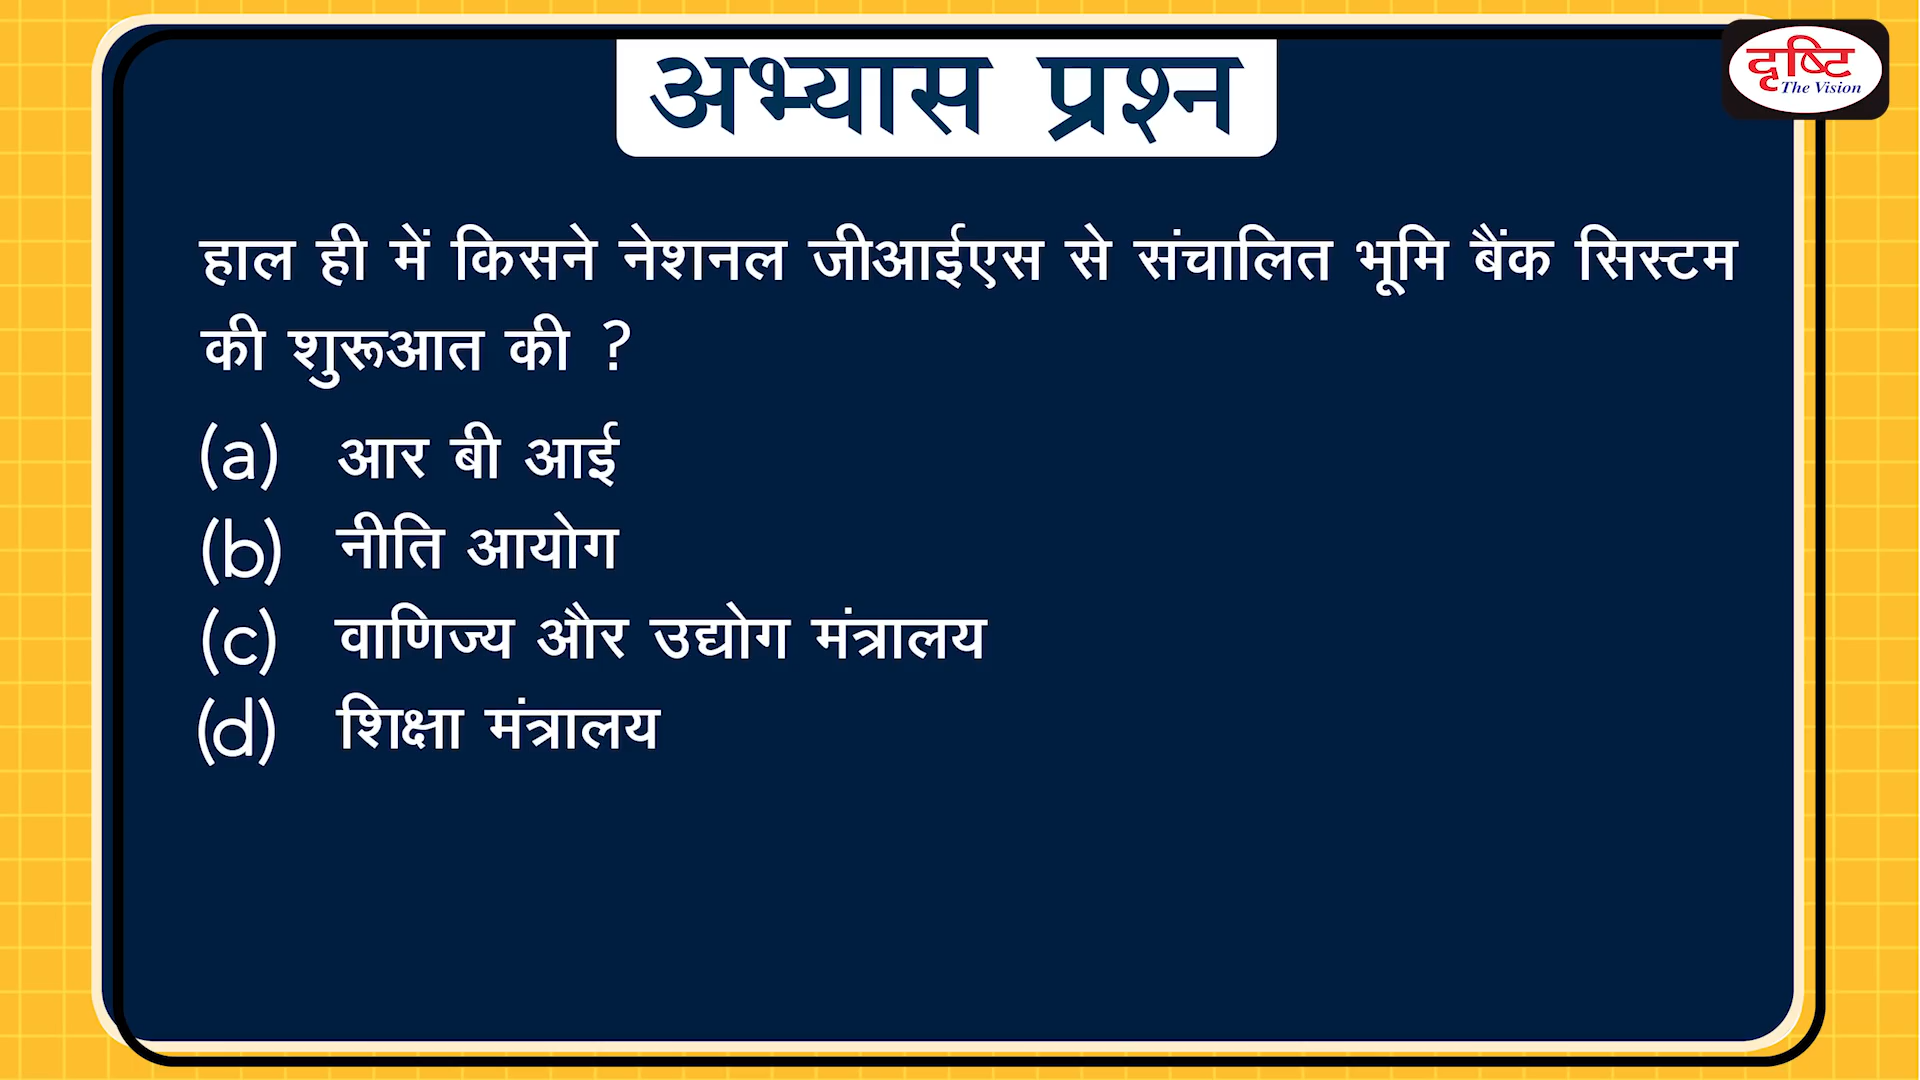 अभ्यास प्रश्न
दृष्टि
The Vision
हाल ही में किसने नेशनल जीआईएस से संचालित भूमि बैंक सिस्टम
की शुरूआत की ?
(a) आर बी आई
(b) नीति आयोग
(c) वाणिज्य और उद्योग मंत्रालय
(d) शिक्षा मंत्रालय